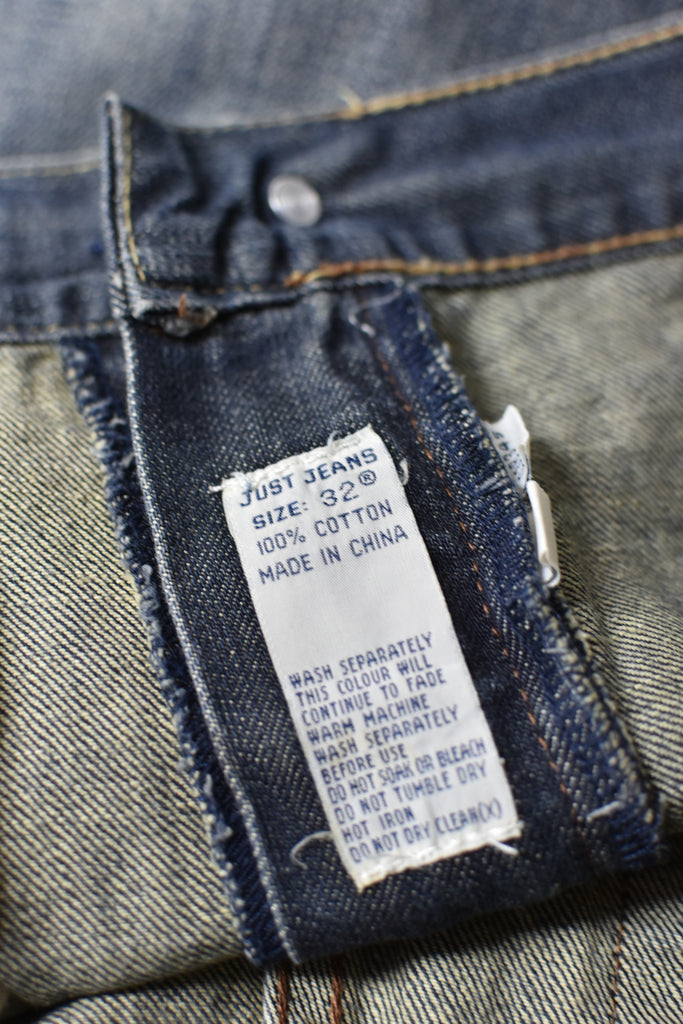 JUST JEANS
SIZE: 32®
100% COTTON
MADE IN CHINA
WASH SEPARATELY
THIS COLOUR WILL
CONTINUE TO FADE
WARM MACHINE
WASH SEPARATELY
BEFORE USE
DO NOT SOAK OR BLEACH
DO NOT TUMBLE DRY
HOT IRON
DO NOT DRY CLEAN(X)